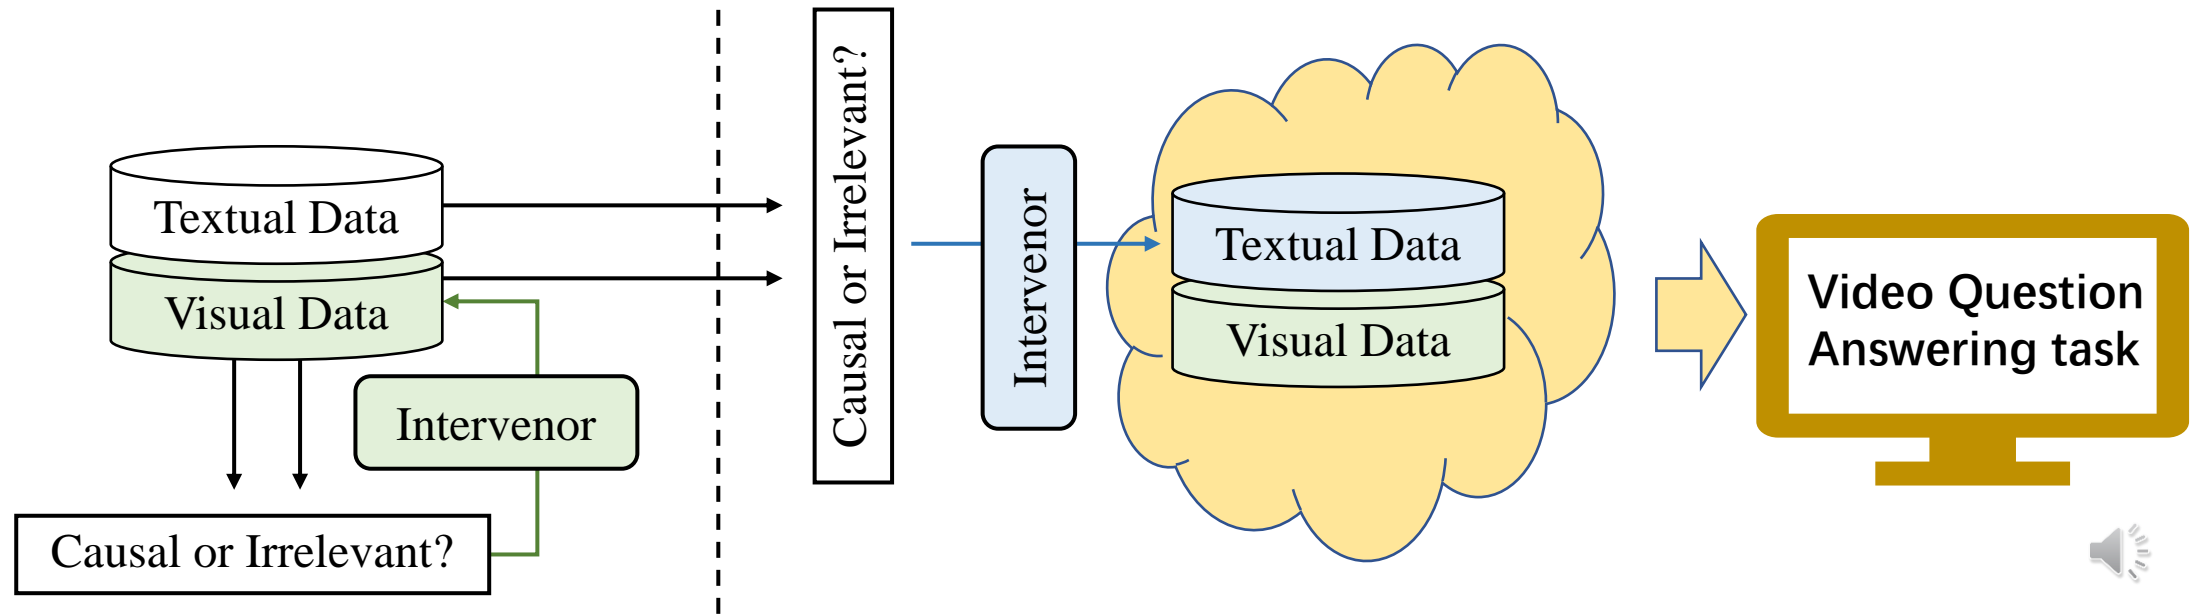 Textual Data
Visual Data
Intervenor
Causal or Irrelevant?
Causal or Irrelevant?
Intervenor
Textual Data
Visual Data
Video Question
Answering task